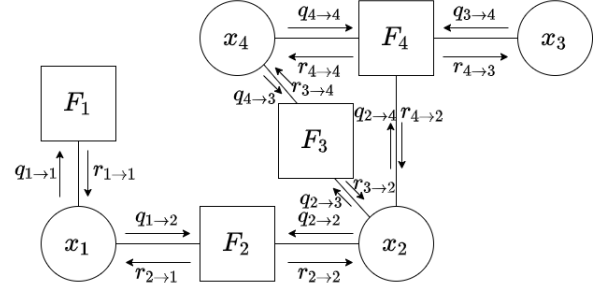 q₄→₄
q₃→₄
x₄
F₄
x₃
r₄→₄
r₄→₃
r₃→₄
q₄→₃
F₁
q₂→₄
r₄→₂
F₃
q₁→₁
r₁→₁
r₃→₂
q₂→₃
q₁→₂
q₂→₂
x₁
F₂
x₂
r₂→₁
r₂→₂